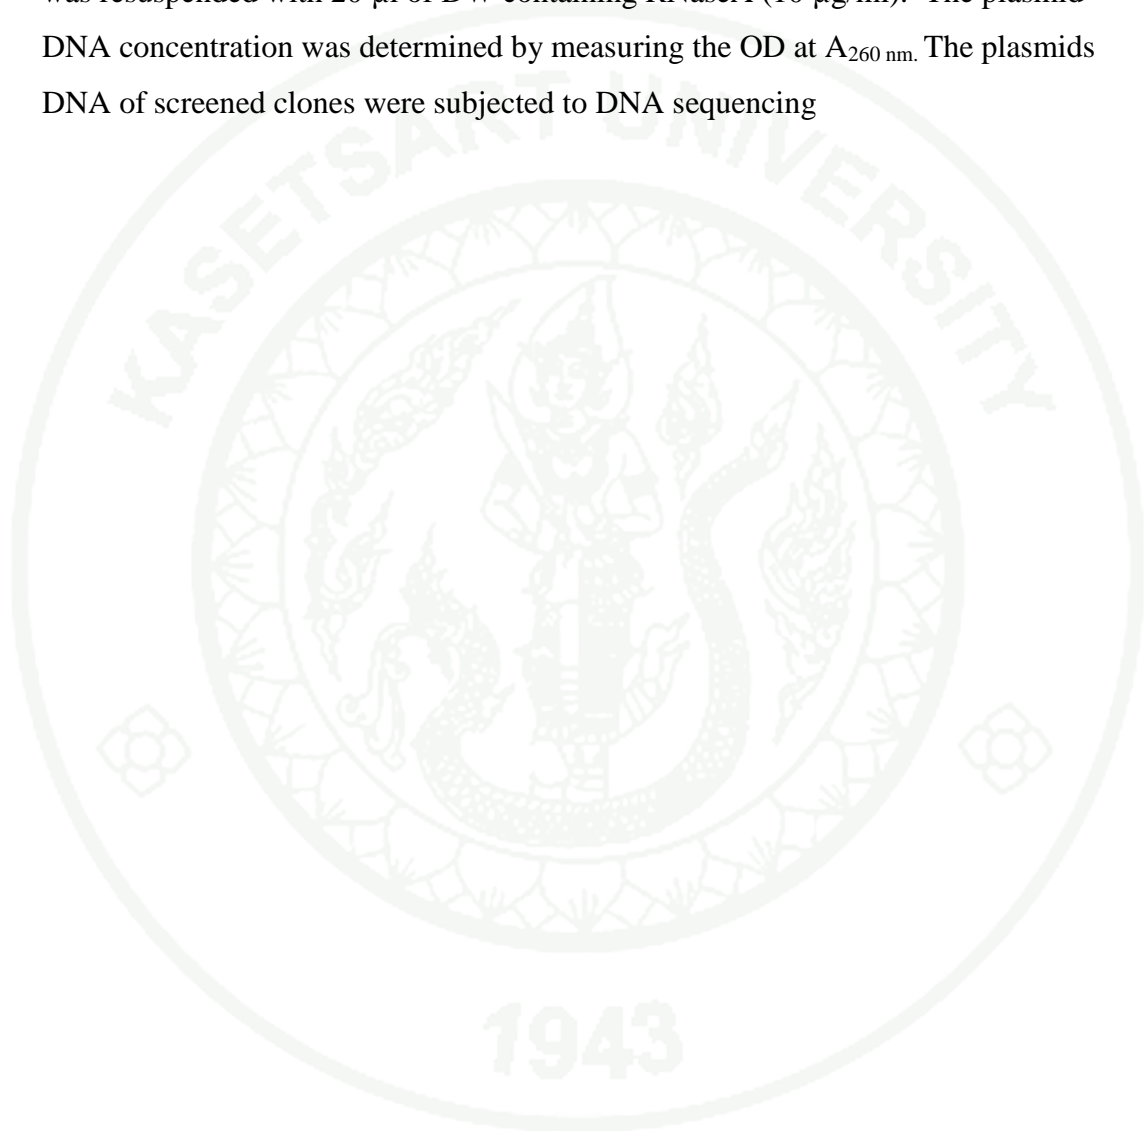 was resuspended with 20 µl of DW containing RNaseA (10 µg/ml). The plasmid
DNA concentration was determined by measuring the OD at A260 nm. The plasmids
DNA of screened clones were subjected to DNA sequencing
KASETSART UNIVERSITY
1943